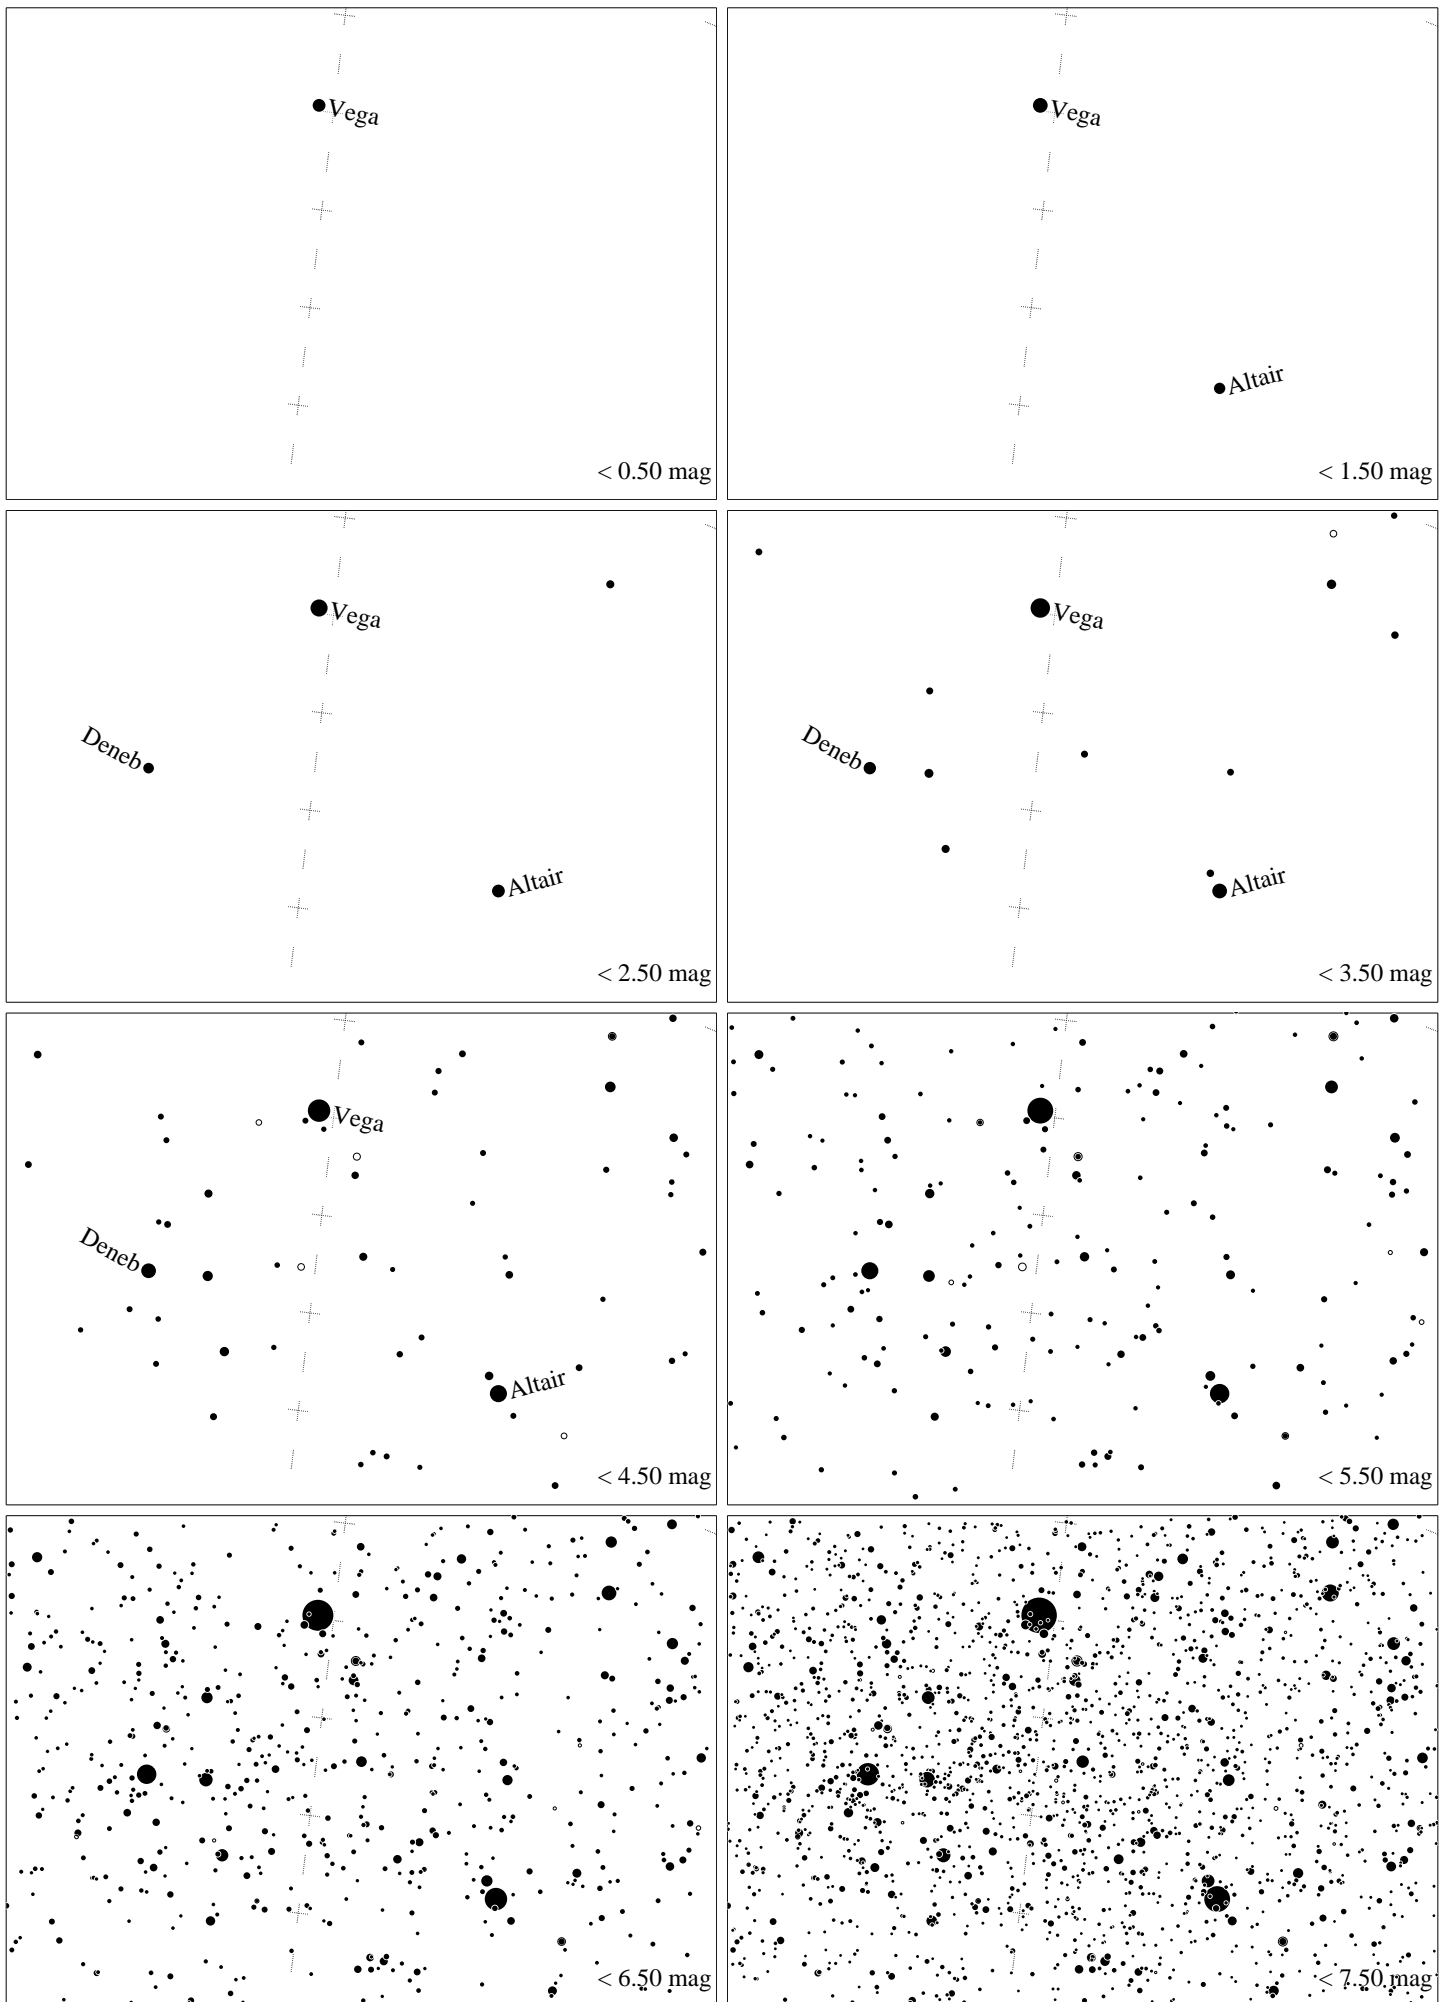 Vega
< 0.50 mag
Vega
Altair
< 1.50 mag
Vega
Deneb
Altair
< 2.50 mag
Vega
Deneb
Altair
< 3.50 mag
Vega
Deneb
Altair
< 4.50 mag
< 5.50 mag
< 6.50 mag
< 7.50 mag